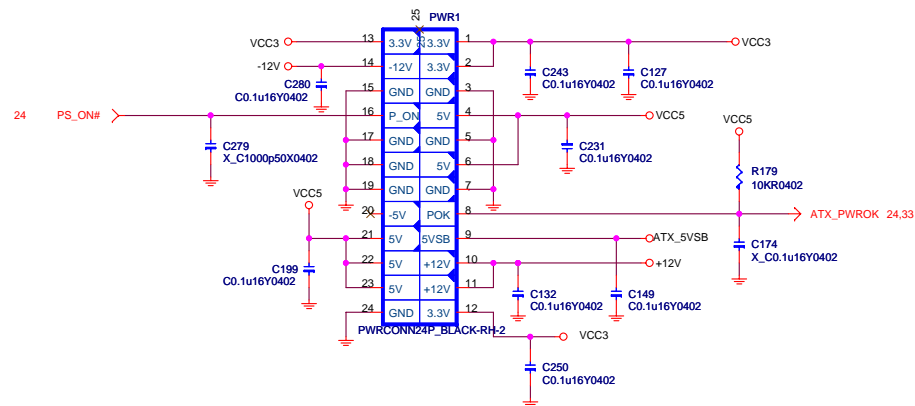 25
PWR1
25
VCC3 13 3.3V 3.3V 1 VCC3
-12V 14 -12V 3.3V 2
C280
C0.1u16Y0402
C243
C0.1u16Y0402
C127
C0.1u16Y0402
15 GND GND 3
24 PS_ON# 16 P_ON 5V 4 VCC5
VCC5
C279
X_C1000p50X0402
17 GND GND 5
C231
C0.1u16Y0402
18 GND 5V 6
R179
10KR0402
19 GND GND 7
VCC5
20 -5V POK 8 ATX_PWROK 24,33
21 5V 5VSB 9 ATX_5VSB
C174
X_C0.1u16Y0402
C199
C0.1u16Y0402
22 5V +12V 10 +12V
23 5V +12V 11
C132
C0.1u16Y0402
C149
C0.1u16Y0402
24 GND 3.3V 12
PWRCONN24P_BLACK-RH-2
VCC3
C250
C0.1u16Y0402